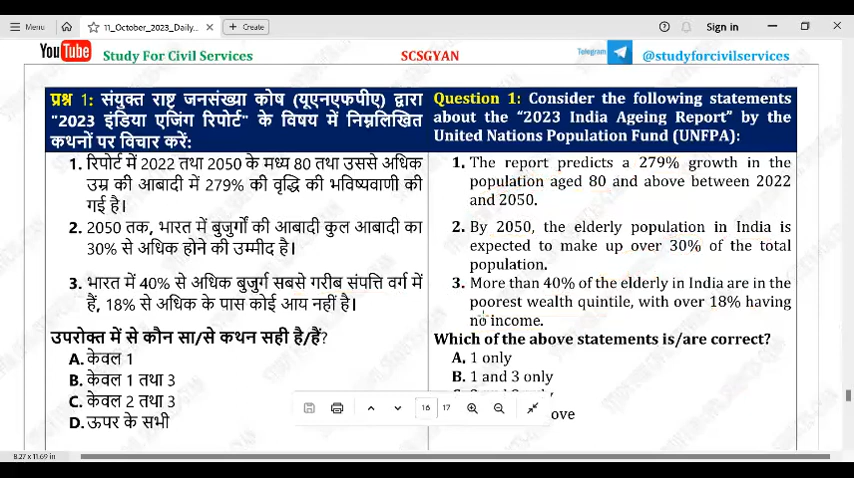 Menu
11_October_2023_Daily...
+ Create
Sign in
YouTube Study For Civil Services
SCSGYAN
Telegram @studyforcivilservices
प्रश्न 1: संयुक्त राष्ट्र जनसंख्या कोष (यूएनएफपीए) द्वारा
"2023 इंडिया एजिंग रिपोर्ट" के विषय में निम्नलिखित
कथनों पर विचार करें:
1. रिपोर्ट में 2022 तथा 2050 के मध्य 80 तथा उससे अधिक
उम्र की आबादी में 279% की वृद्धि की भविष्यवाणी की
गई है।
2. 2050 तक, भारत में बुजुर्गों की आबादी कुल आबादी का
30% से अधिक होने की उम्मीद है।
3. भारत में 40% से अधिक बुजुर्ग सबसे गरीब संपत्ति वर्ग में
हैं, 18% से अधिक के पास कोई आय नहीं है।
उपरोक्त में से कौन सा/से कथन सही है/हैं?
A. केवल 1
B. केवल 1 तथा 3
C. केवल 2 तथा 3
D. ऊपर के सभी
Question 1: Consider the following statements
about the “2023 India Ageing Report” by the
United Nations Population Fund (UNFPA):
1. The report predicts a 279% growth in the
population aged 80 and above between 2022
and 2050.
2. By 2050, the elderly population in India is
expected to make up over 30% of the total
population.
3. More than 40% of the elderly in India are in the
poorest wealth quintile, with over 18% having
no income.
Which of the above statements is/are correct?
A. 1 only
B. 1 and 3 only
16 17
8.27 x 11.69 in